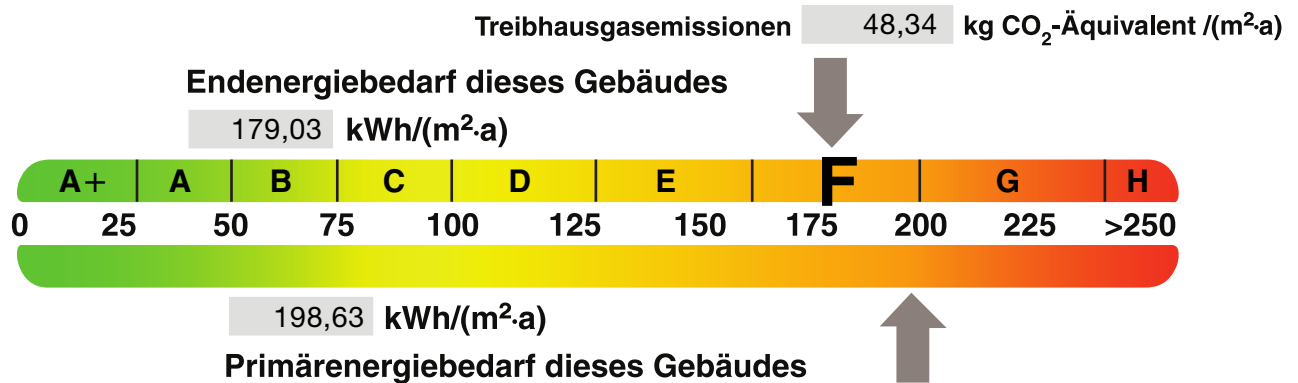 Treibhausgasemissionen 48,34 kg CO₂-Äquivalent /(m²·a)
Endenergiebedarf dieses Gebäudes
179,03 kWh/(m²·a)
A+ A B C D E F G H
0 25 50 75 100 125 150 175 200 225 >250
198,63 kWh/(m²·a)
Primärenergiebedarf dieses Gebäudes